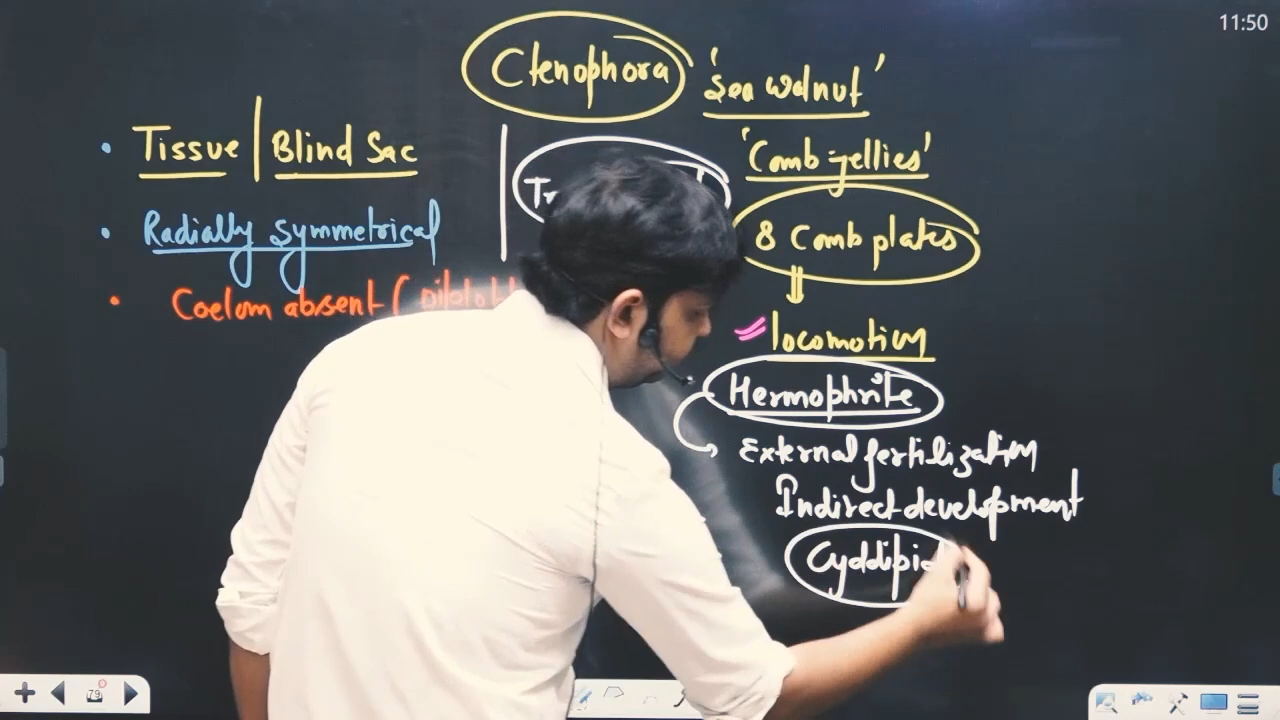 11:50
Ctenophora 'Sea walnut'
• Tissue | Blind Sac
'Comb-jellies'
• Radially symmetrical
8 Comb plates
• Coelom absent (
locomotion
Hermophrite
External fertilization
Indirect development
79